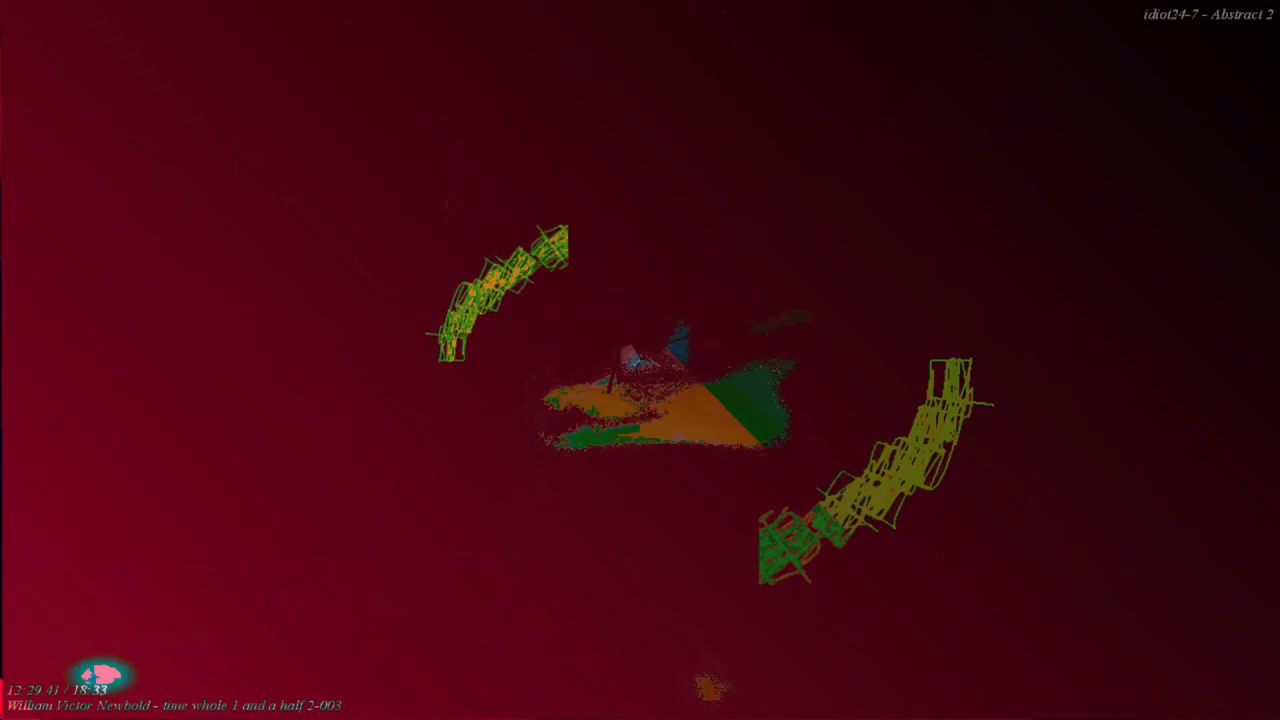 idiot24-7 - Abstract 2
12:29.41 / 18:33
William Victor Newbold - time whole 1 and a half 2-003